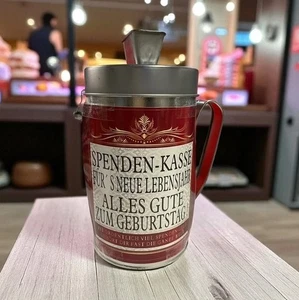 SPENDEN-KASSE
FÜR'S NEUE LEBENSJAHR
ALLES GUTE
ZUM GEBURTSTAG